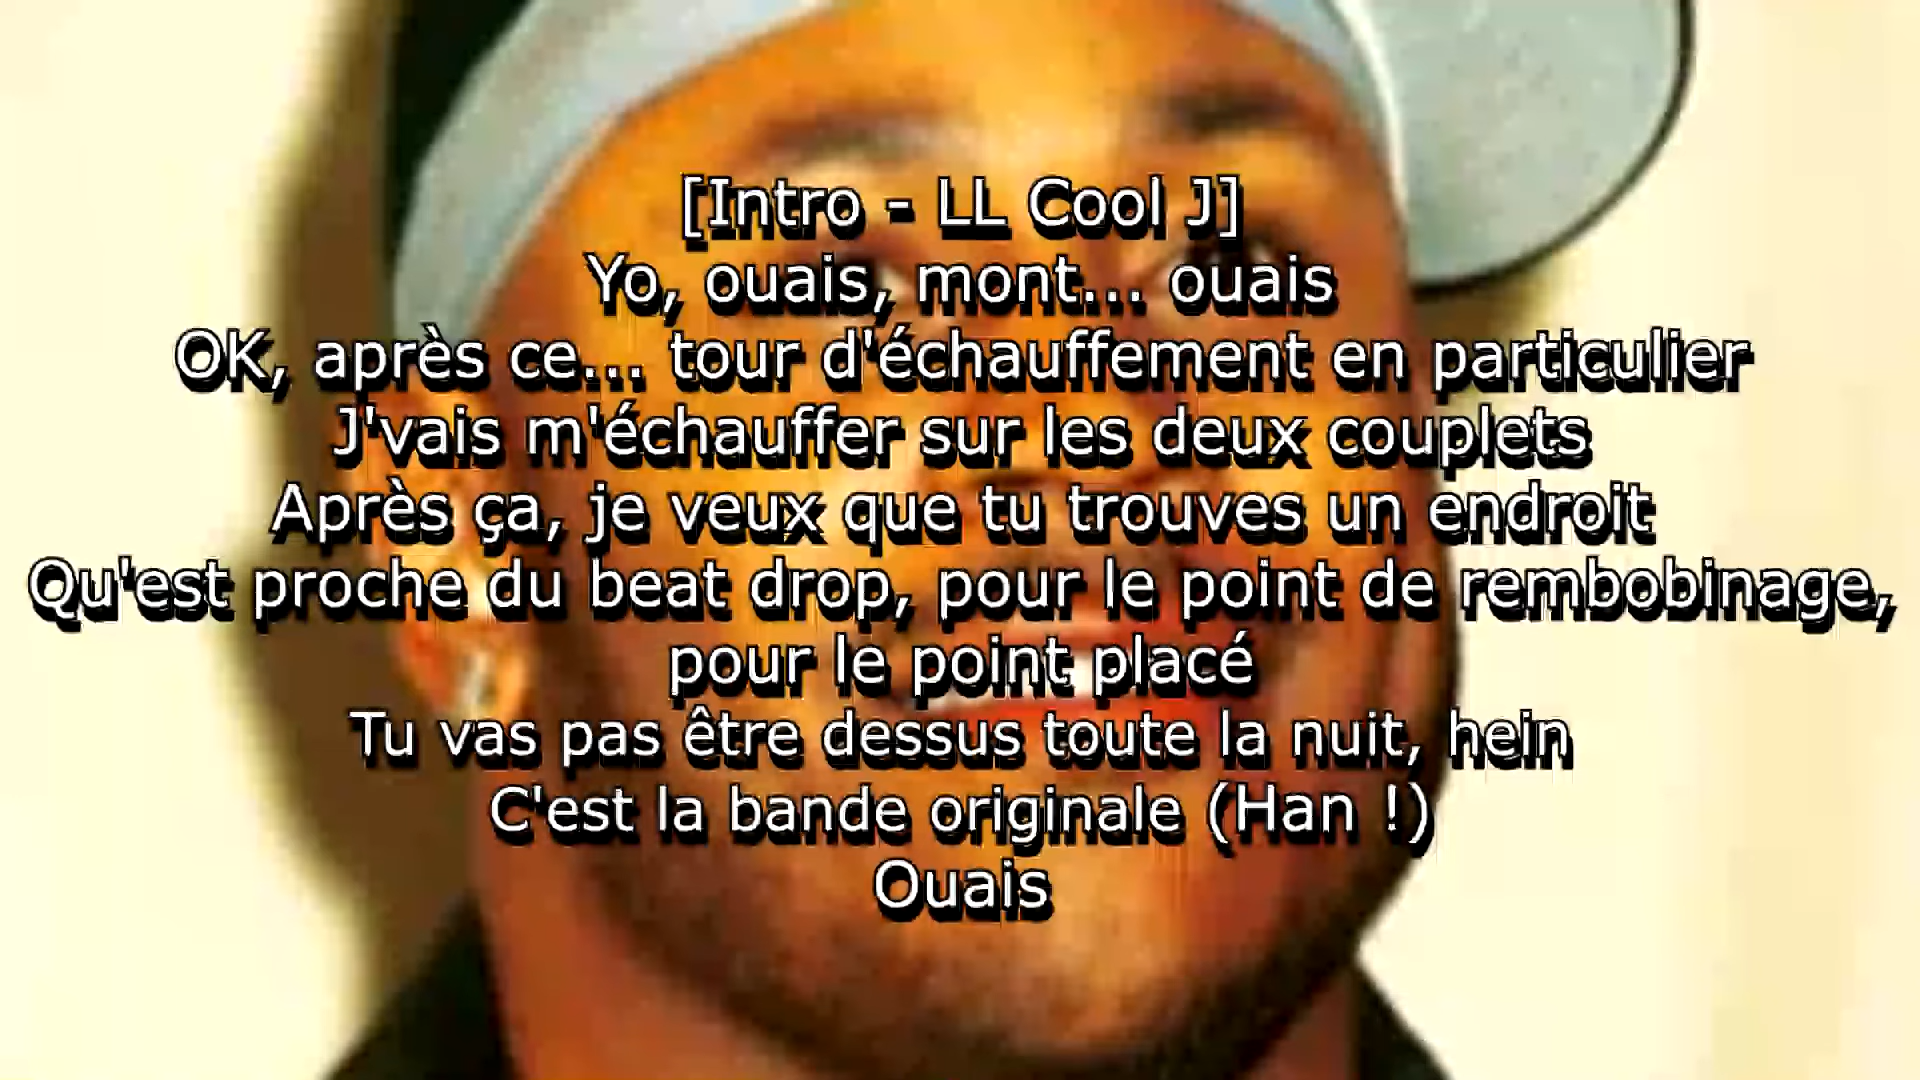 [Intro - LL Cool J]
Yo, ouais, mont... ouais
OK, après ce... tour d'échauffement en particulier
J'vais m'échauffer sur les deux couplets
Après ça, je veux que tu trouves un endroit
Qu'est proche du beat drop, pour le point de rembobinage,
pour le point placé
Tu vas pas être dessus toute la nuit, hein
C'est la bande originale (Han !)
Ouais